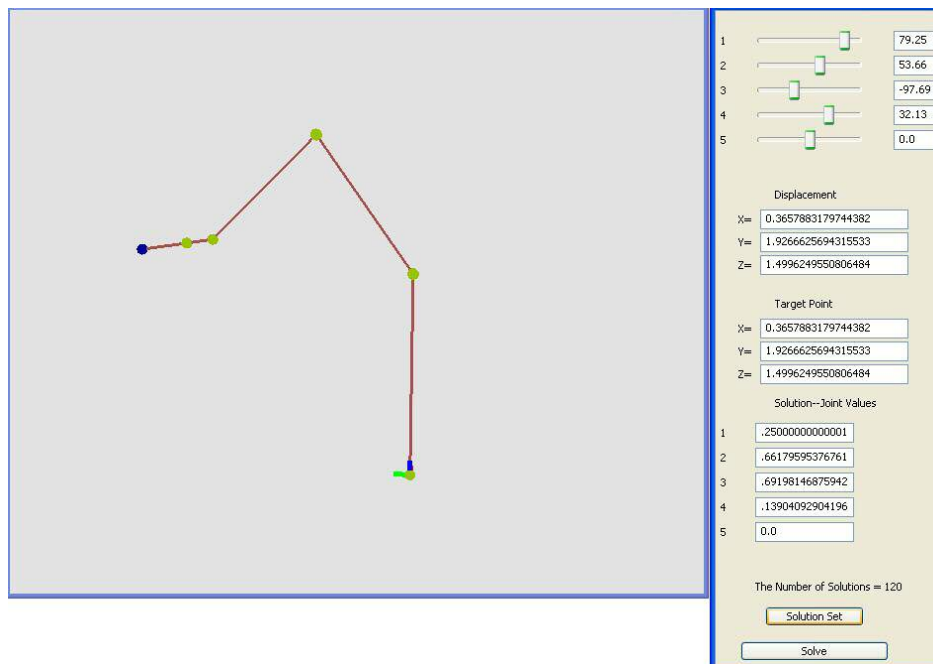 1 79.25
2 53.66
3 -97.69
4 32.13
5 0.0
Displacement
X= 0.3657883179744382
Y= 1.9266625694315533
Z= 1.4996249550806484
Target Point
X= 0.3657883179744382
Y= 1.9266625694315533
Z= 1.4996249550806484
Solution--Joint Values
1 .25000000000001
2 .66179595376761
3 .69198146875942
4 .13904092904196
5 0.0
The Number of Solutions = 120
Solution Set
Solve